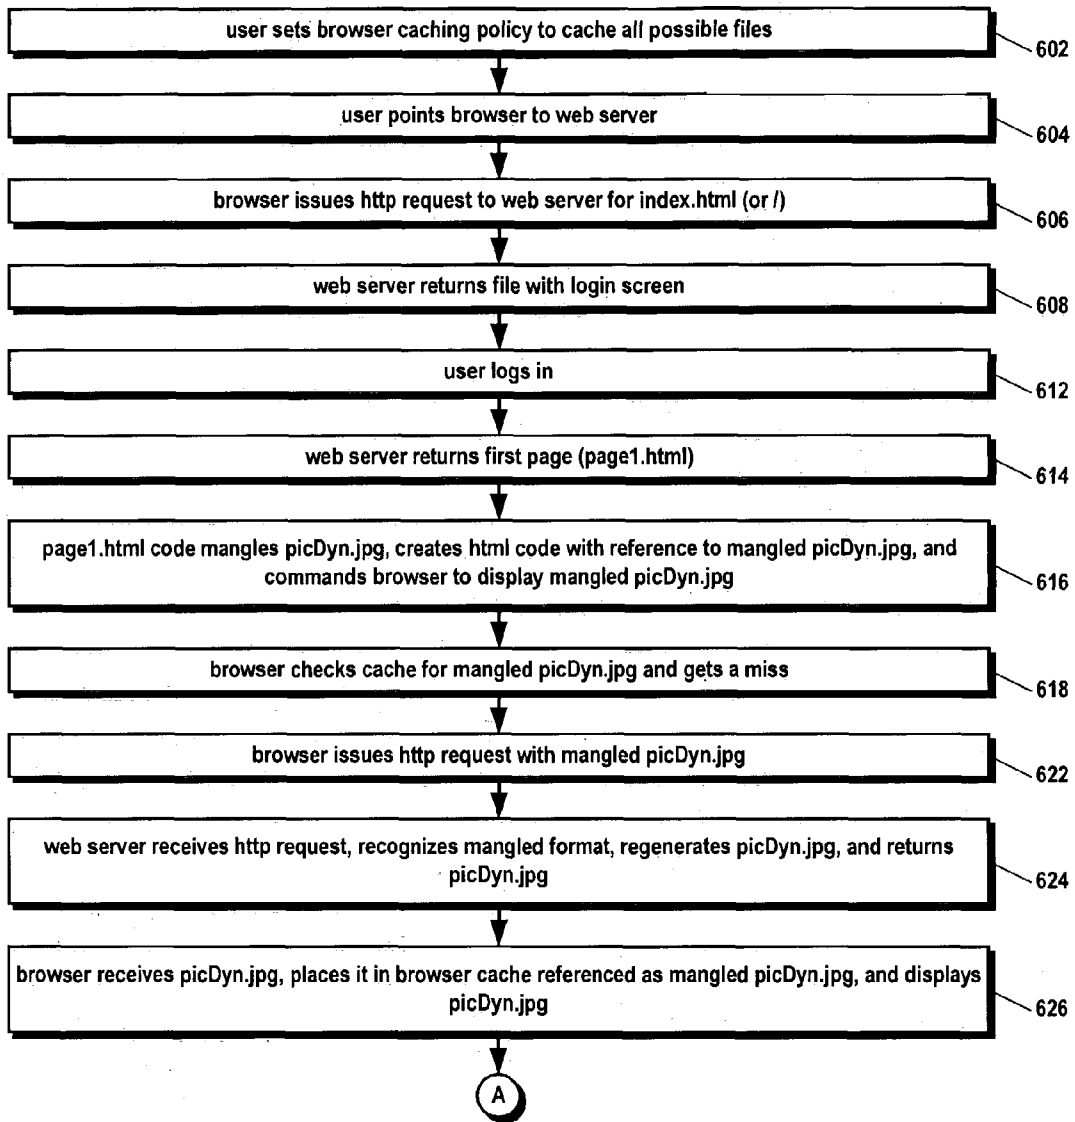 user sets browser caching policy to cache all possible files
602
user points browser to web server
604
browser issues http request to web server for index.html (or /)
606
web server returns file with login screen
608
user logs in
612
web server returns first page (page1.html)
614
page1.html code mangles picDyn.jpg, creates html code with reference to mangled picDyn.jpg, and
commands browser to display mangled picDyn.jpg
616
browser checks cache for mangled picDyn.jpg and gets a miss
618
browser issues http request with mangled picDyn.jpg
622
web server receives http request, recognizes mangled format, regenerates picDyn.jpg, and returns
picDyn.jpg
624
browser receives picDyn.jpg, places it in browser cache referenced as mangled picDyn.jpg, and displays
picDyn.jpg
626
A